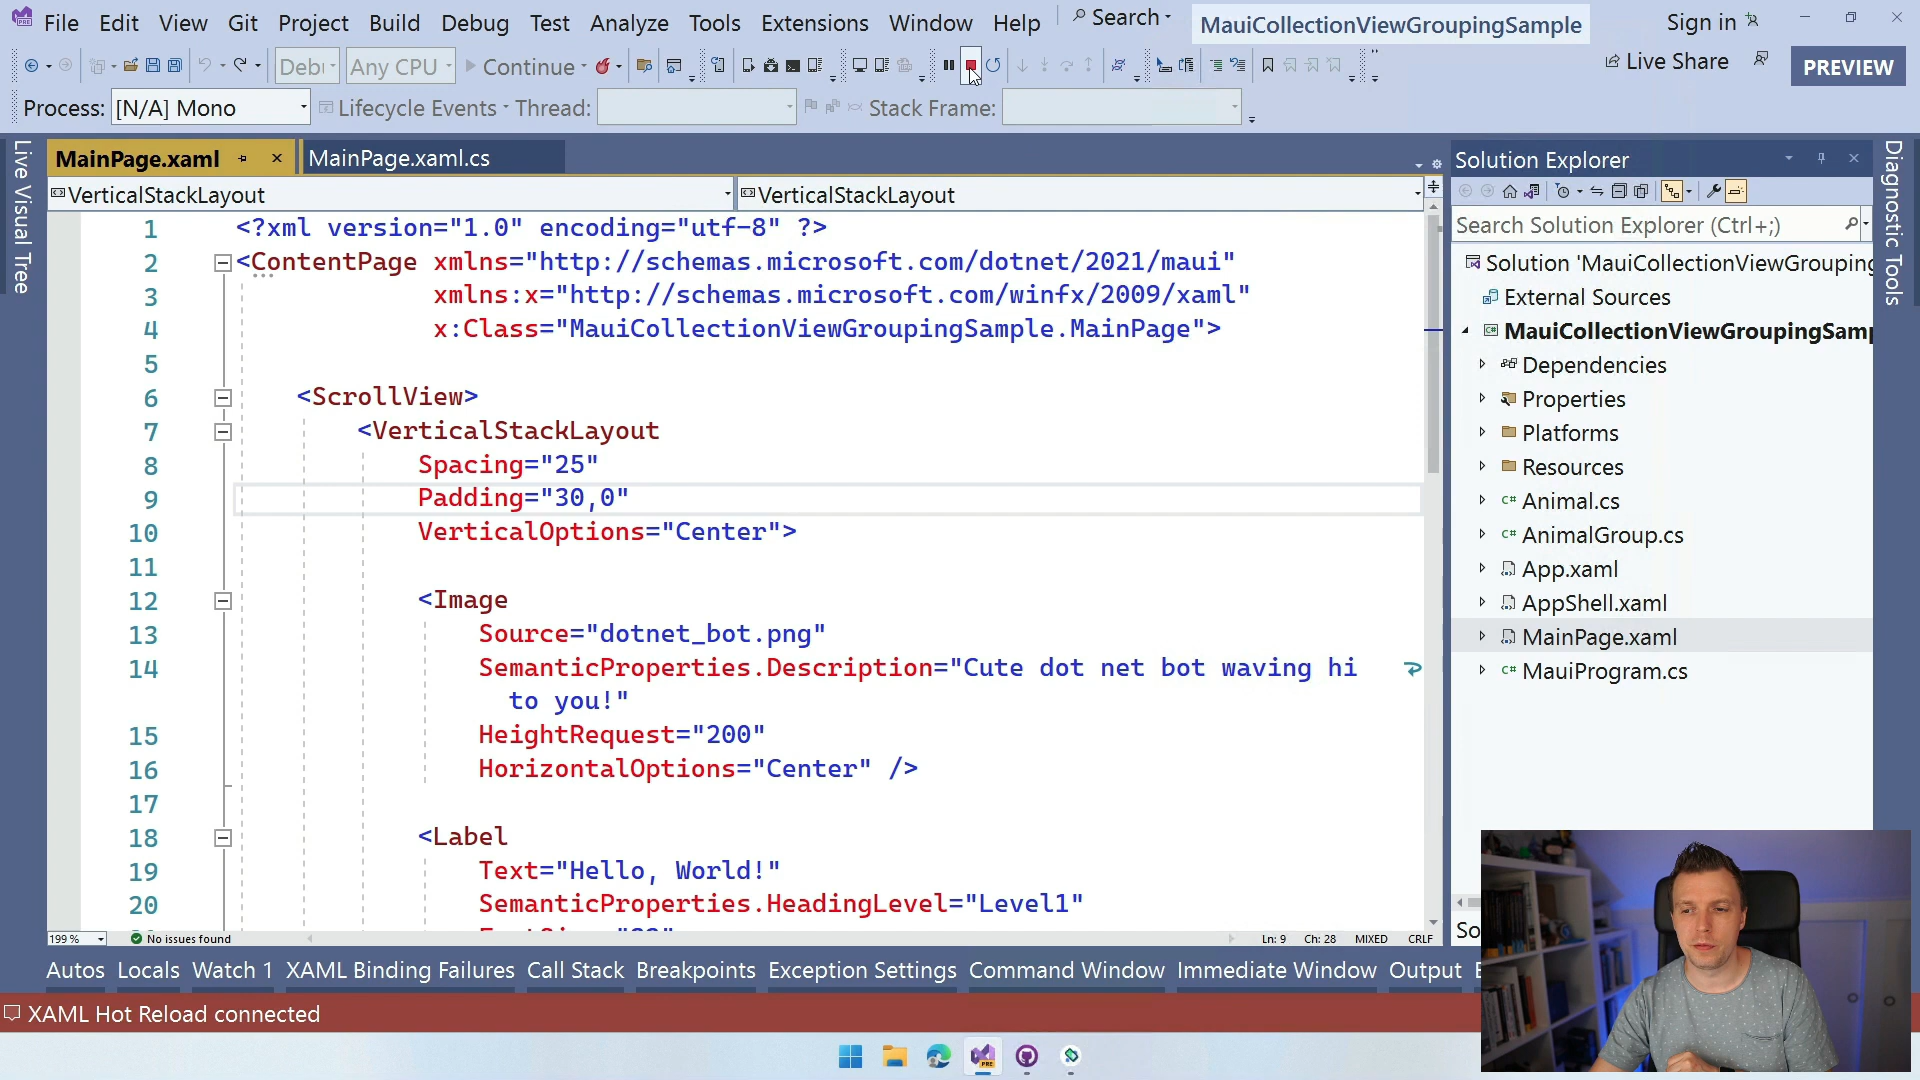 File Edit View Git Project Build Debug Test Analyze Tools Extensions Window Help Search MauiCollectionViewGroupingSample Sign in
Continue Any CPU Live Share PREVIEW
Process: [N/A] Mono Lifecycle Events Thread: Stack Frame:
MainPage.xaml MainPage.xaml.cs
VerticalStackLayout VerticalStackLayout
1 <?xml version="1.0" encoding="utf-8" ?>
2 <ContentPage xmlns="http://schemas.microsoft.com/dotnet/2021/maui"
3 xmlns:x="http://schemas.microsoft.com/winfx/2009/xaml"
4 x:Class="MauiCollectionViewGroupingSample.MainPage">
5
6 <ScrollView>
7 <VerticalStackLayout
8 Spacing="25"
9 Padding="30,0"
10 VerticalOptions="Center">
11
12 <Image
13 Source="dotnet_bot.png"
14 SemanticProperties.Description="Cute dot net bot waving hi
to you!"
15 HeightRequest="200"
16 HorizontalOptions="Center" />
17
18 <Label
19 Text="Hello, World!"
20 SemanticProperties.HeadingLevel="Level1"
199 % No issues found Ln: 9 Ch: 28 MIXED CRLF
Live Visual Tree
Solution Explorer
Search Solution Explorer (Ctrl+;)
Solution 'MauiCollectionViewGrouping
External Sources
MauiCollectionViewGroupingSam
Dependencies
Properties
Platforms
Resources
Animal.cs
AnimalGroup.cs
App.xaml
AppShell.xaml
MainPage.xaml
MauiProgram.cs
Diagnostic Tools
Autos Locals Watch 1 XAML Binding Failures Call Stack Breakpoints Exception Settings Command Window Immediate Window Output
XAML Hot Reload connected